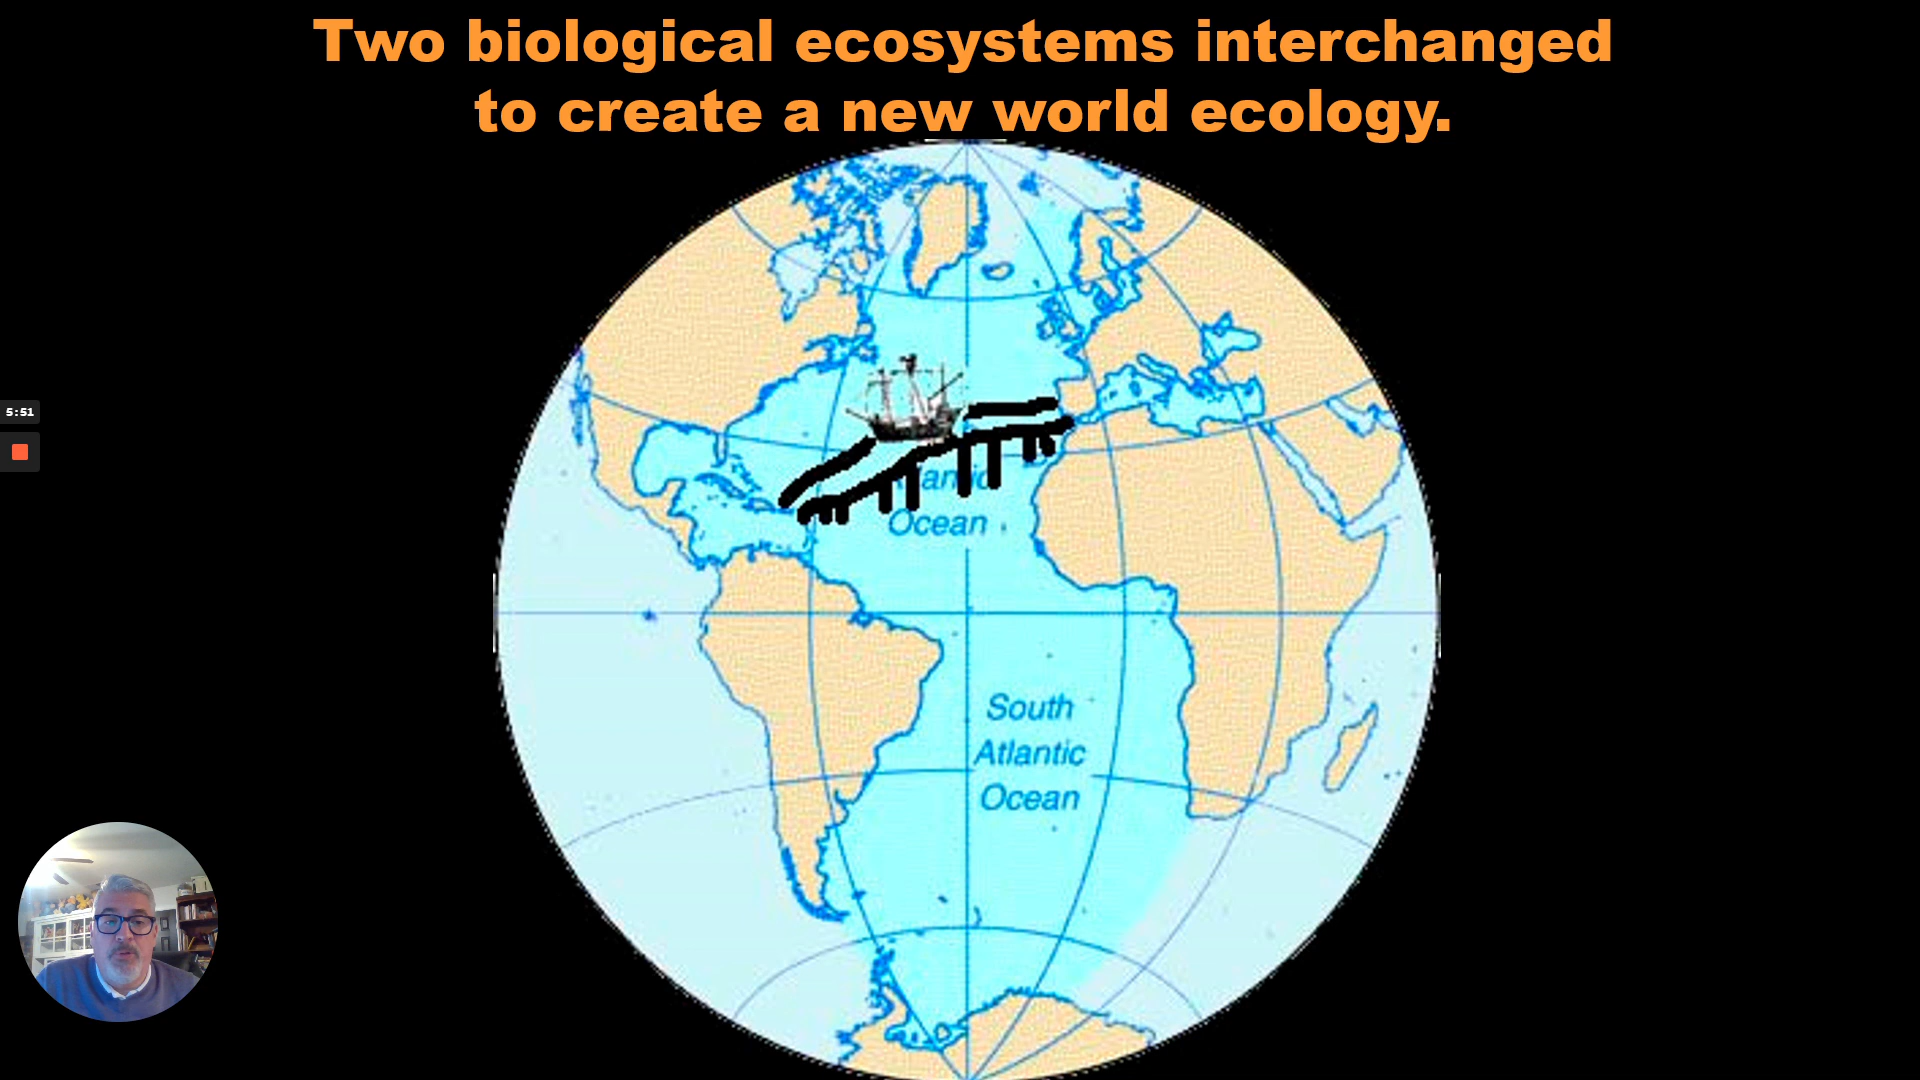 Two biological ecosystems interchanged
to create a new world ecology.
5:51
Ocean
South
Atlantic
Ocean